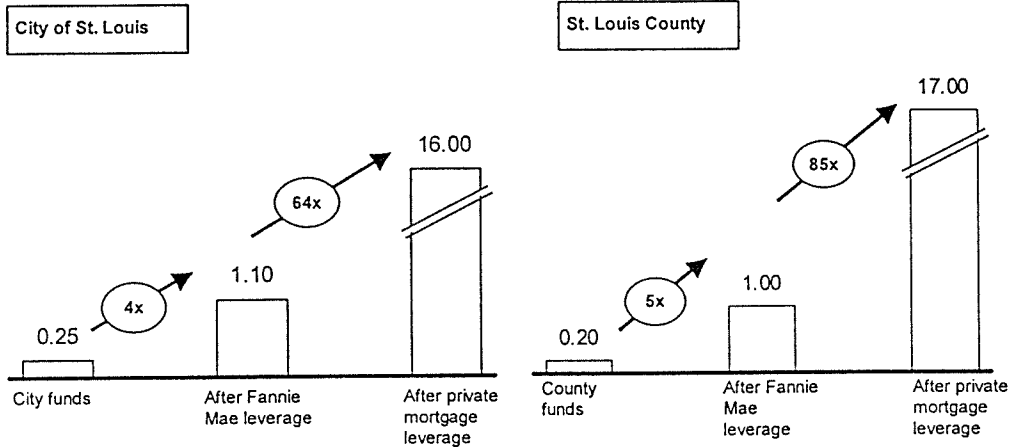 City of St. Louis
16.00
64x
1.10
4x
0.25
City funds
After Fannie
Mae leverage
After private
mortgage
leverage
St. Louis County
17.00
85x
1.00
5x
0.20
County
funds
After Fannie
Mae
leverage
After private
mortgage
leverage